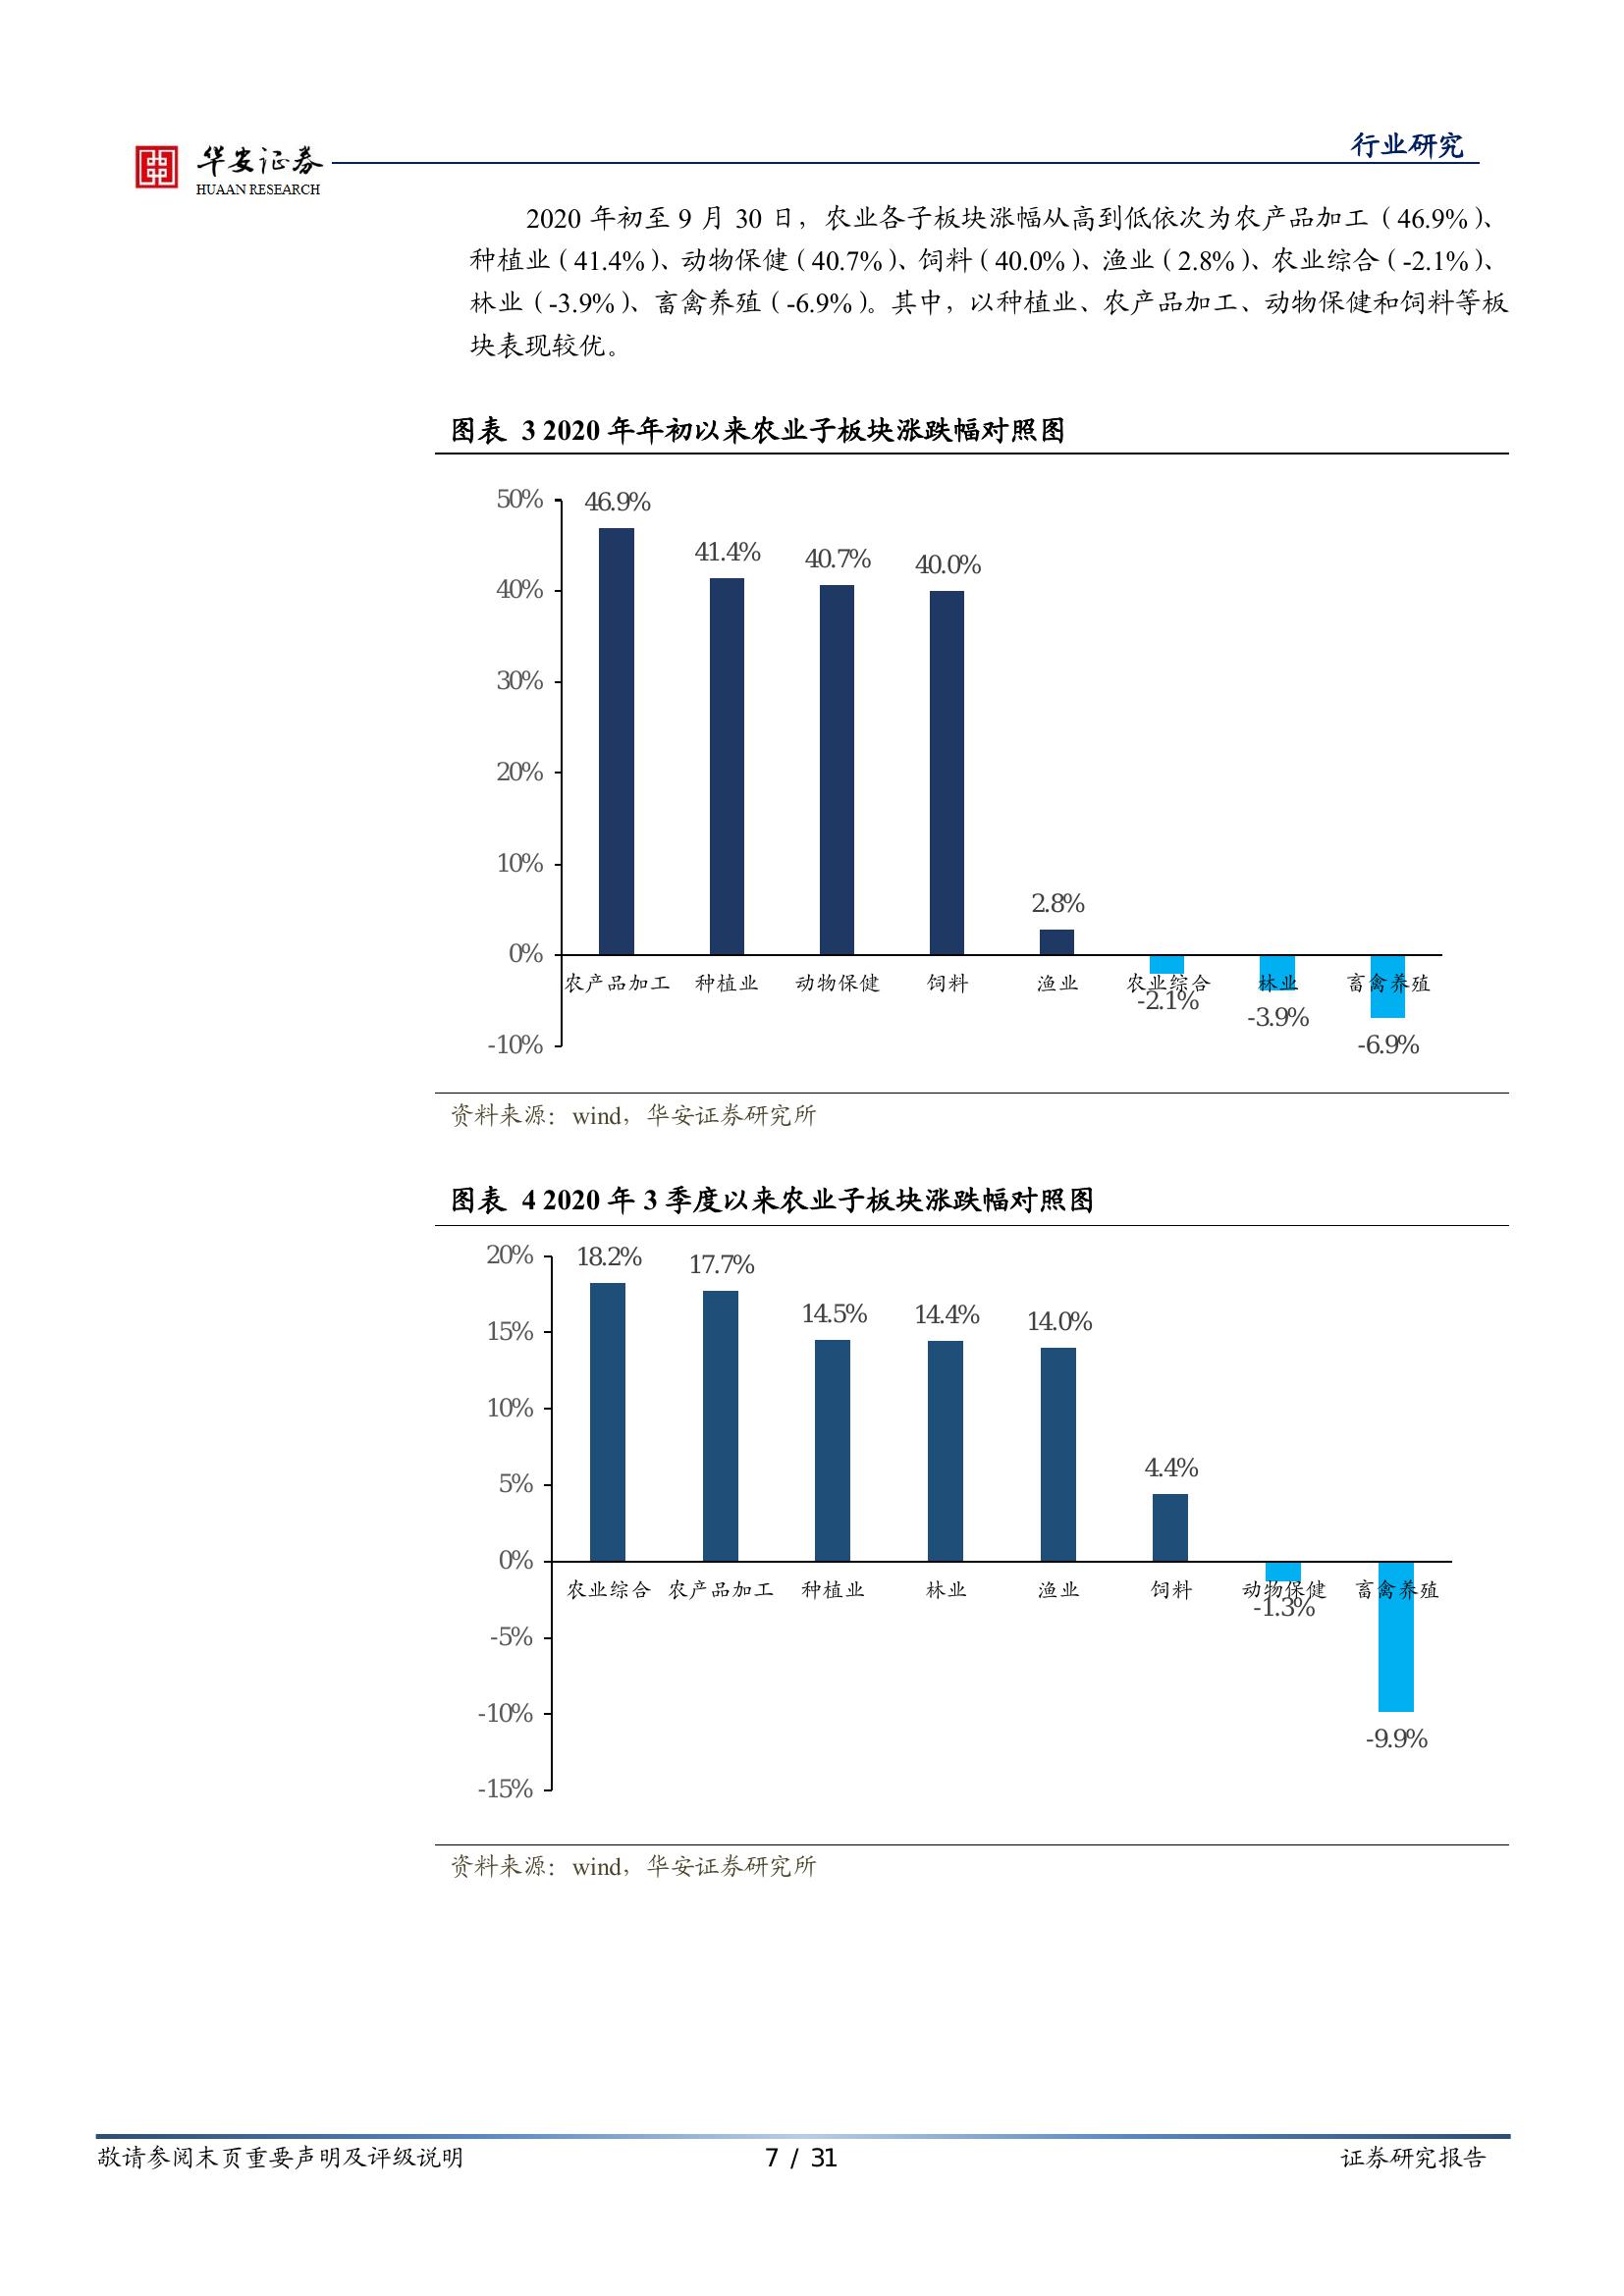 华安证券
HUAAN RESEARCH
行业研究
2020 年初至 9 月 30 日，农业各子板块涨幅从高到低依次为农产品加工（46.9%）、
种植业（41.4%）、动物保健（40.7%）、饲料（40.0%）、渔业（2.8%）、农业综合（-2.1%）、
林业（-3.9%）、畜禽养殖（-6.9%）。其中，以种植业、农产品加工、动物保健和饲料等板
块表现较优。
图表 3 2020 年年初以来农业子板块涨跌幅对照图
50%
40%
30%
20%
10%
0%
-10%
46.9%
41.4%
40.7%
40.0%
2.8%
-2.1%
-3.9%
-6.9%
农产品加工 种植业 动物保健 饲料 渔业 农业综合 林业 畜禽养殖
资料来源：wind，华安证券研究所
图表 4 2020 年 3 季度以来农业子板块涨跌幅对照图
20%
15%
10%
5%
0%
-5%
-10%
-15%
18.2%
17.7%
14.5%
14.4%
14.0%
4.4%
-1.3%
-9.9%
农业综合 农产品加工 种植业 林业 渔业 饲料 动物保健 畜禽养殖
资料来源：wind，华安证券研究所
敬请参阅末页重要声明及评级说明
7 / 31
证券研究报告